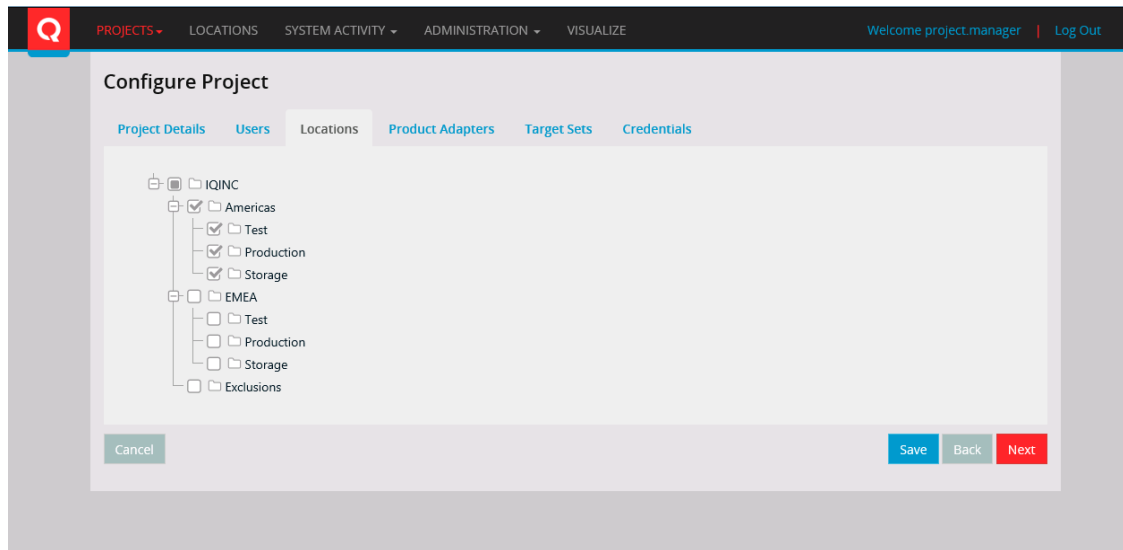 PROJECTS LOCATIONS SYSTEM ACTIVITY ADMINISTRATION VISUALIZE Welcome project.manager | Log Out
Configure Project
Project Details Users Locations Product Adapters Target Sets Credentials
IQINC
Americas
Test
Production
Storage
EMEA
Test
Production
Storage
Exclusions
Cancel Save Back Next